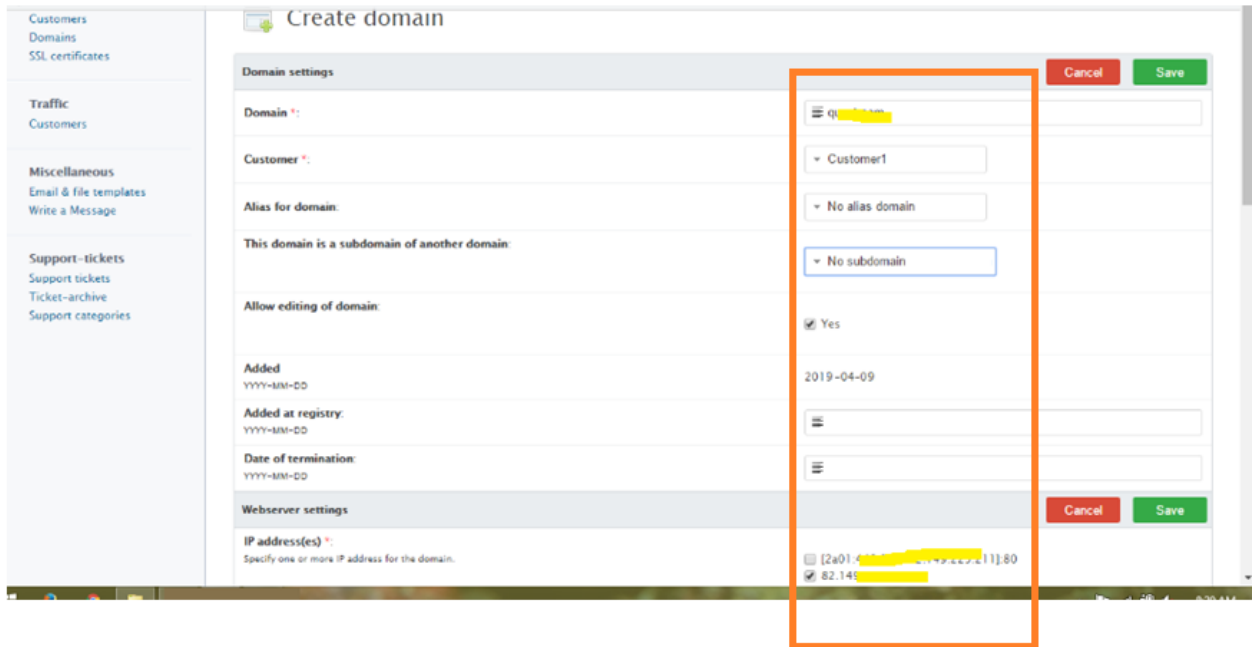 Customers
Domains
SSL certificates
Traffic
Customers
Miscellaneous
Email & file templates
Write a Message
Support-tickets
Support tickets
Ticket-archive
Support categories
Create domain
Domain settings
Cancel Save
Domain *:
Customer *: Customer1
Alias for domain: No alias domain
This domain is a subdomain of another domain: No subdomain
Allow editing of domain: Yes
Added
YYYY-MM-DD
2019-04-09
Added at registry:
YYYY-MM-DD
Date of termination:
YYYY-MM-DD
Webserver settings
Cancel Save
IP address(es) *:
Specify one or more IP address for the domain.
[2a01: 211]:80
82.149